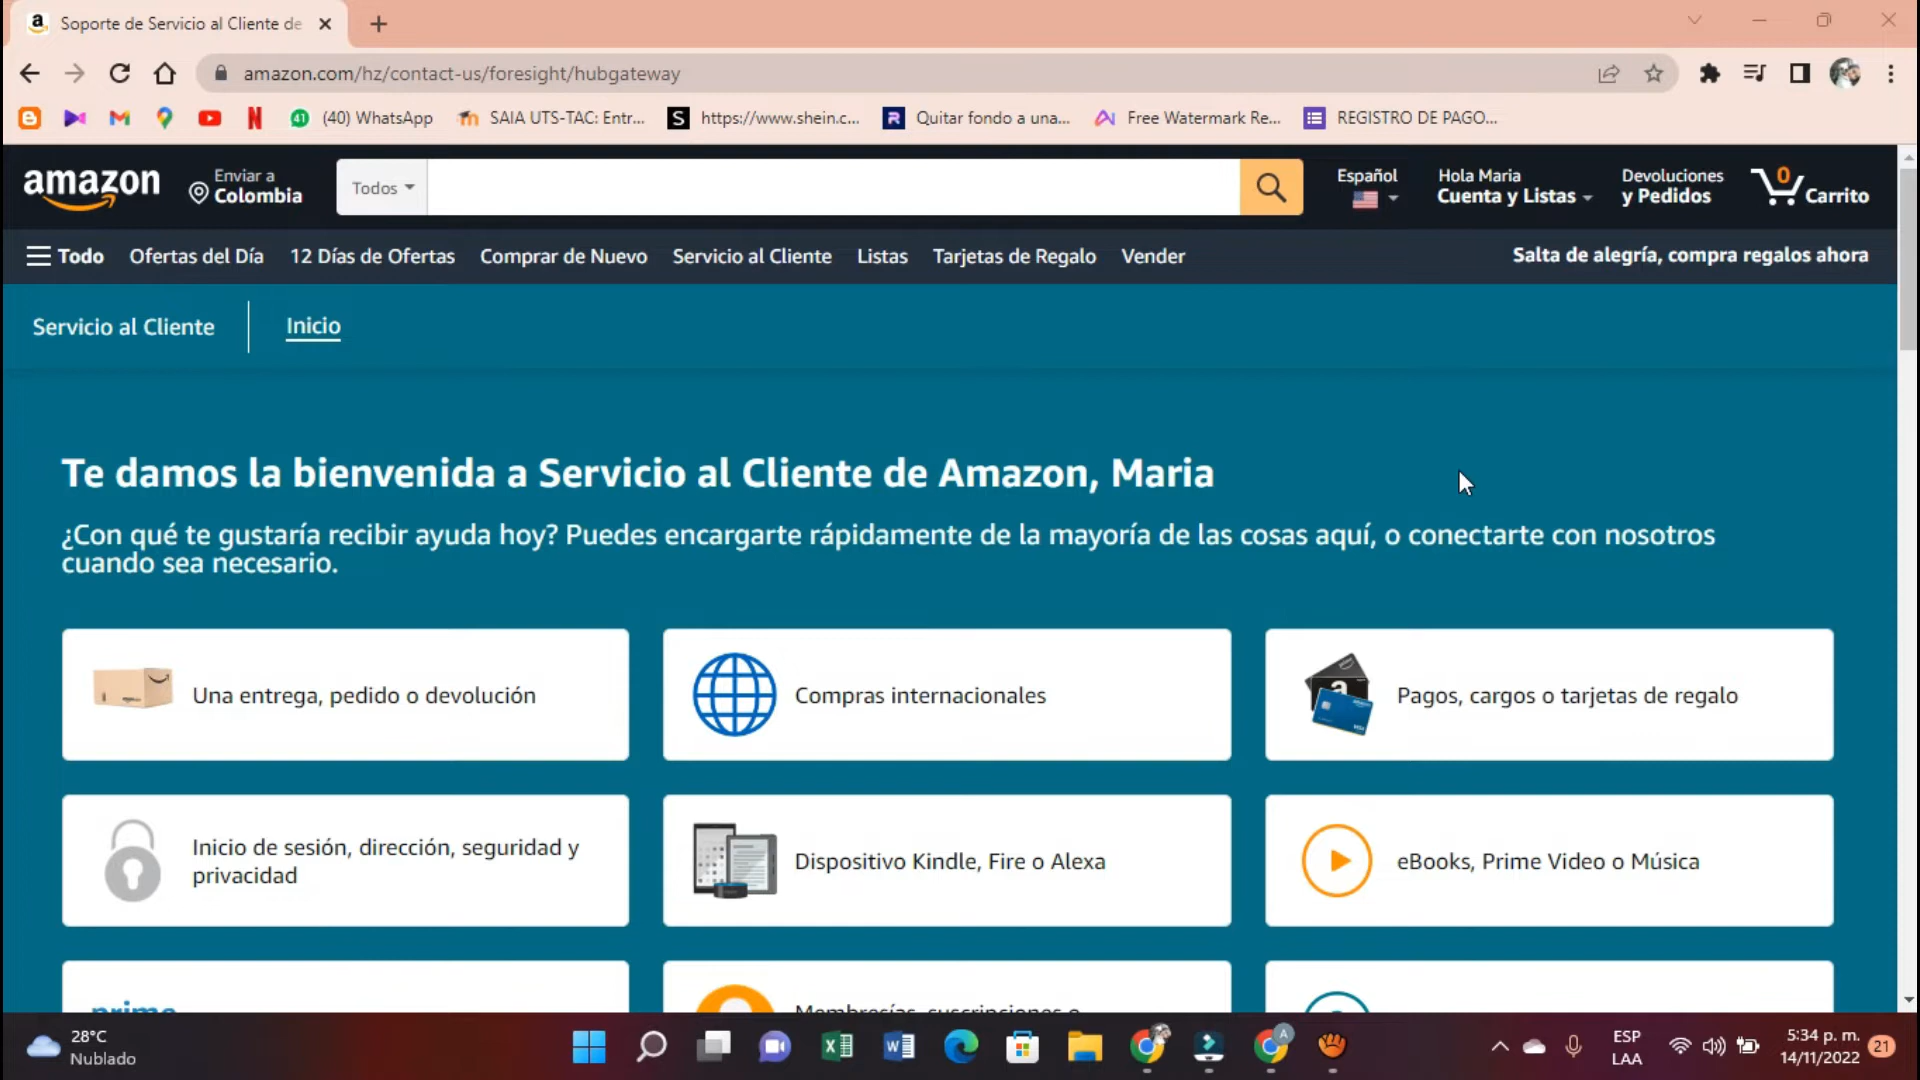 Soporte de Servicio al Cliente de
amazon.com/hz/contact-us/foresight/hubgateway
41 (40) WhatsApp
SAIA UTS-TAC: Entr...
S https://www.shein.c...
R Quitar fondo a una...
Free Watermark Re...
REGISTRO DE PAGO...
amazon
Enviar a
Colombia
Todos
Español
Hola Maria
Cuenta y Listas
Devoluciones
y Pedidos
0
Carrito
Todo
Ofertas del Día
12 Días de Ofertas
Comprar de Nuevo
Servicio al Cliente
Listas
Tarjetas de Regalo
Vender
Salta de alegría, compra regalos ahora
Servicio al Cliente
Inicio
Te damos la bienvenida a Servicio al Cliente de Amazon, Maria
¿Con qué te gustaría recibir ayuda hoy? Puedes encargarte rápidamente de la mayoría de las cosas aquí, o conectarte con nosotros
cuando sea necesario.
Una entrega, pedido o devolución
Compras internacionales
Pagos, cargos o tarjetas de regalo
Inicio de sesión, dirección, seguridad y
privacidad
Dispositivo Kindle, Fire o Alexa
eBooks, Prime Video o Música
prime
Membresías, suscripciones o
28°C
Nublado
ESP
LAA
5:34 p. m.
14/11/2022
21